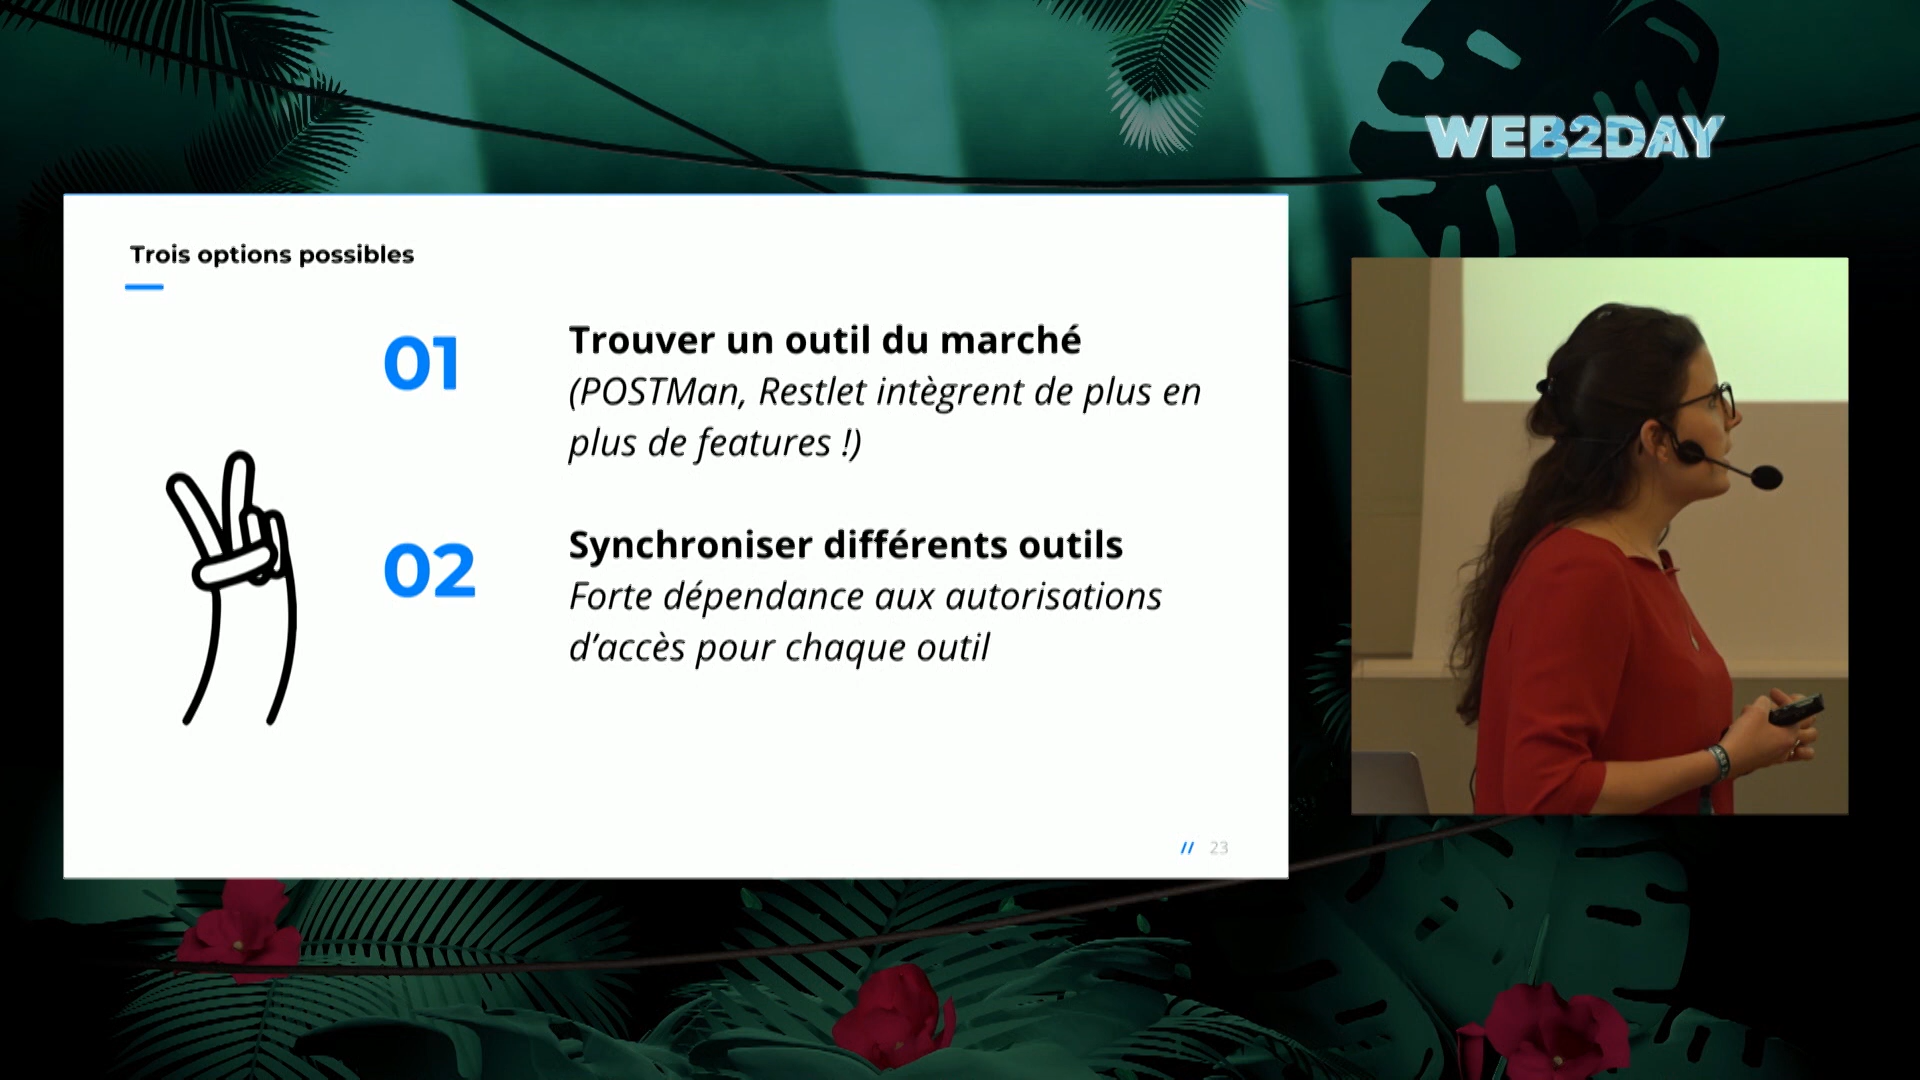 WEB2DAY
Trois options possibles
01
Trouver un outil du marché
(POSTMan, Restlet intègrent de plus en
plus de features !)
02
Synchroniser différents outils
Forte dépendance aux autorisations
d’accès pour chaque outil
// 23